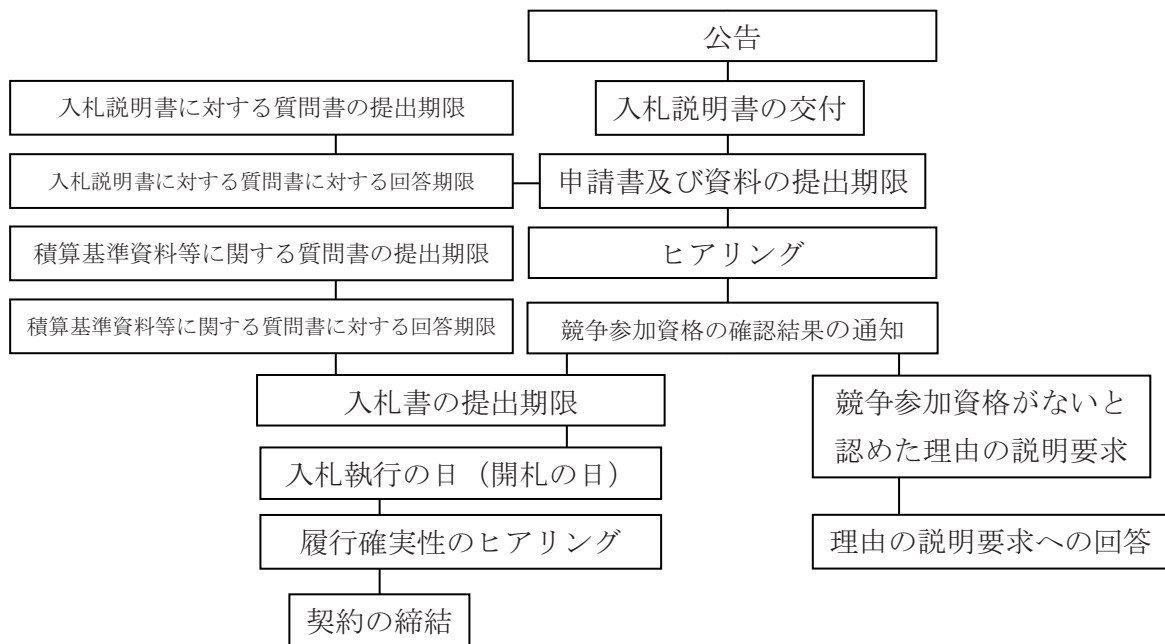 公告
入札説明書に対する質問書の提出期限
入札説明書の交付
入札説明書に対する質問書に対する回答期限
申請書及び資料の提出期限
積算基準資料等に関する質問書の提出期限
ヒアリング
積算基準資料等に関する質問書に対する回答期限
競争参加資格の確認結果の通知
入札書の提出期限
競争参加資格がないと
認めた理由の説明要求
入札執行の日（開札の日）
履行確実性のヒアリング
理由の説明要求への回答
契約の締結